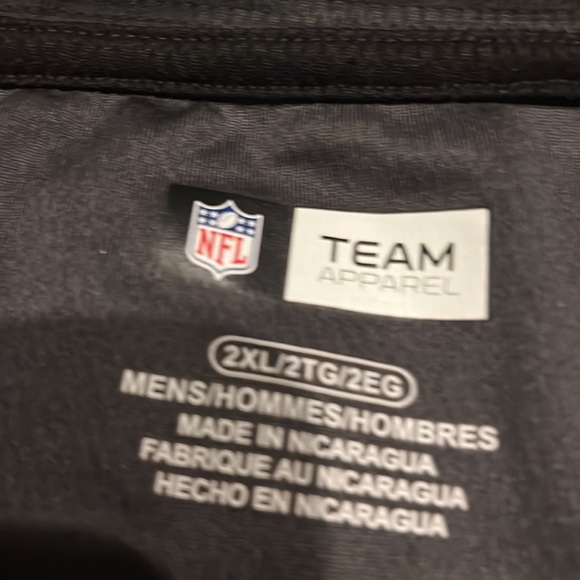 NFL
TEAM
APPAREL
2XL/2TG/2EG
MENS/HOMMES/HOMBRES
MADE IN NICARAGUA
FABRIQUE AU NICARAGUA
HECHO EN NICARAGUA